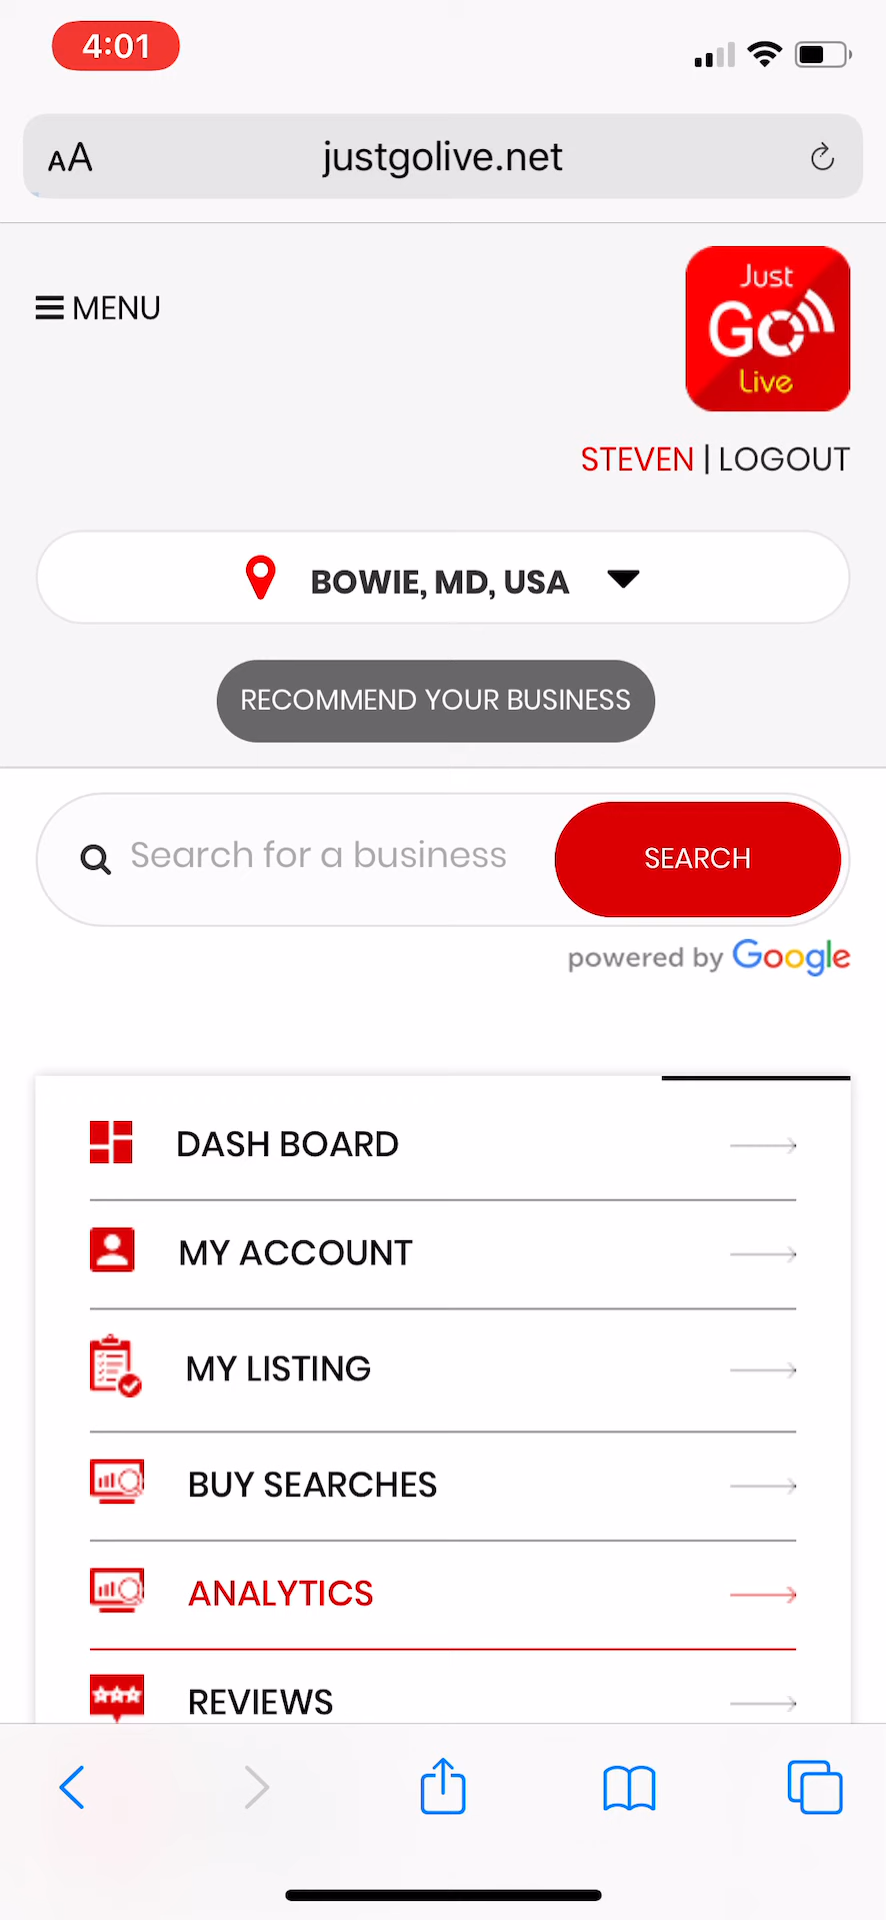 4:01
AA justgolive.net
MENU
Just
Go
Live
STEVEN | LOGOUT
BOWIE, MD, USA
RECOMMEND YOUR BUSINESS
Search for a business SEARCH
powered by Google
DASH BOARD
MY ACCOUNT
MY LISTING
BUY SEARCHES
ANALYTICS
REVIEWS